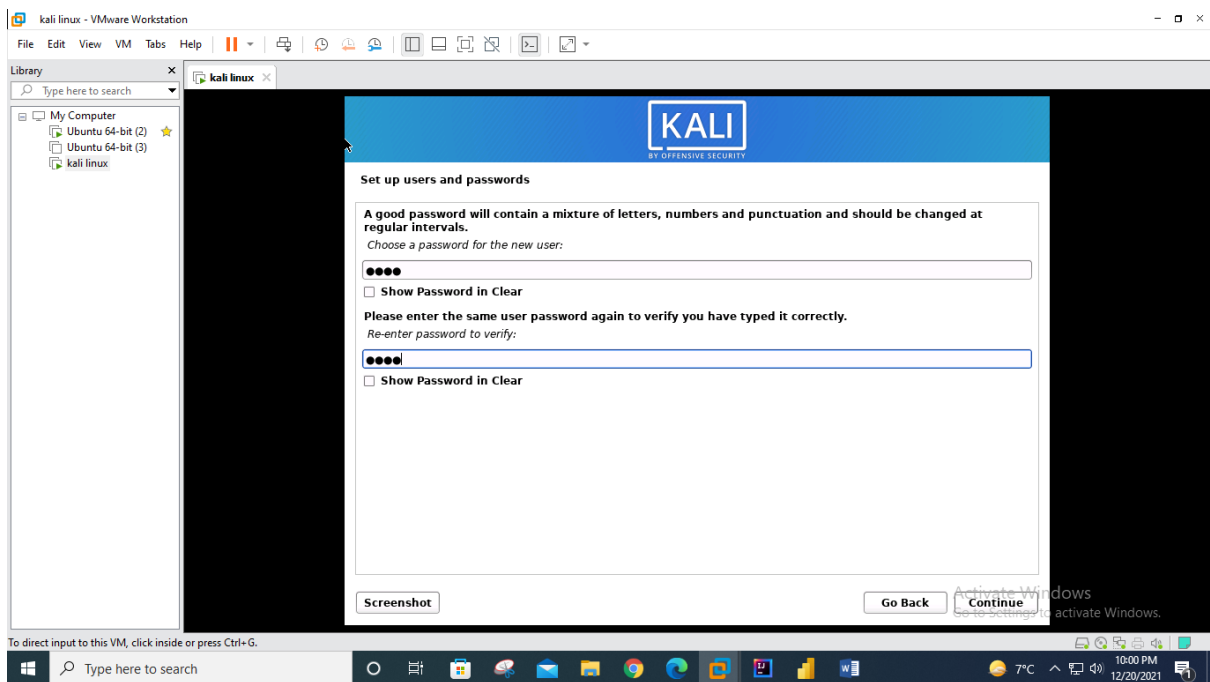 kali linux - VMware Workstation
File Edit View VM Tabs Help
Library
Type here to search
kali linux
My Computer
Ubuntu 64-bit (2)
Ubuntu 64-bit (3)
kali linux
KALI
BY OFFENSIVE SECURITY
Set up users and passwords
A good password will contain a mixture of letters, numbers and punctuation and should be changed at
regular intervals.
Choose a password for the new user:
●●●●
Show Password in Clear
Please enter the same user password again to verify you have typed it correctly.
Re-enter password to verify:
●●●●
Show Password in Clear
Screenshot
Go Back
Continue
Activate Windows
Go to Settings to activate Windows.
To direct input to this VM, click inside or press Ctrl+G.
Type here to search
7°C
10:00 PM
12/20/2021
1